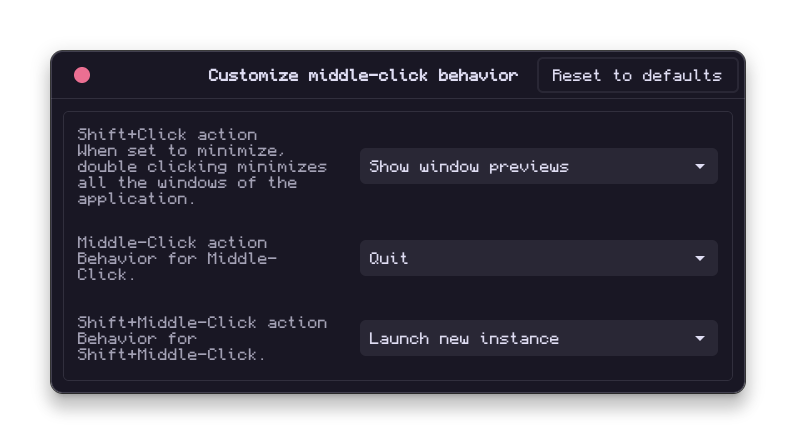 Customize middle-click behavior
Reset to defaults
Shift+Click action
When set to minimize,
double clicking minimizes
all the windows of the
application.
Show window previews
Middle-Click action
Behavior for Middle-
Click.
Quit
Shift+Middle-Click action
Behavior for
Shift+Middle-Click.
Launch new instance